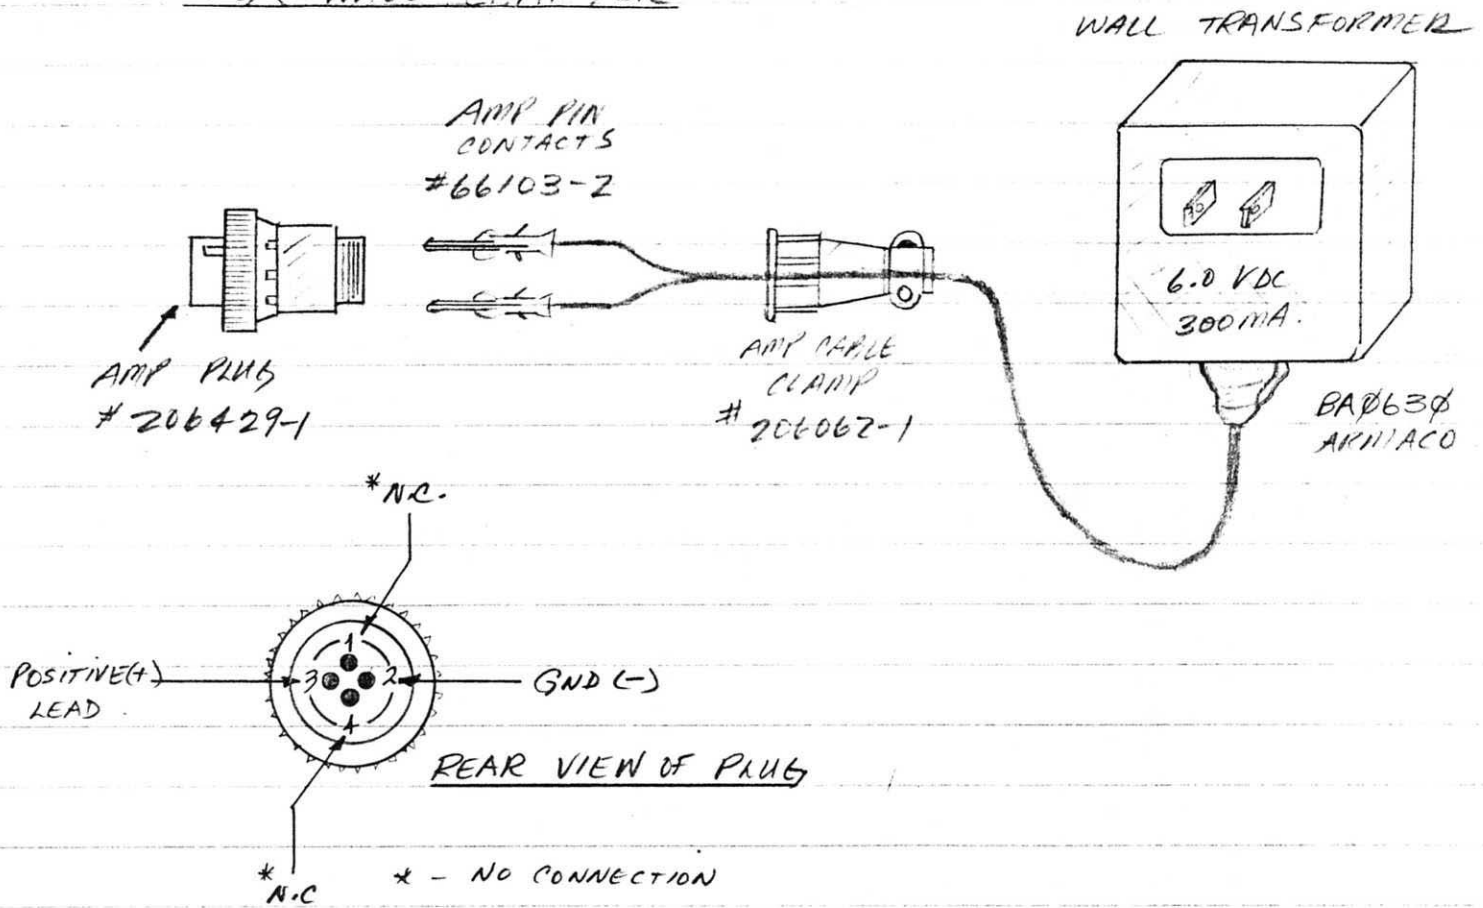 WALL TRANSFORMER
AMP PIN
CONTACTS
#66103-2
6.0 VDC
300MA.
AMP PLUG
# 206429-1
AMP CABLE
CLAMP
# 206062-1
BAØ63Ø
ARMACO
* N.C.
1
POSITIVE(+)
LEAD
3
2
GND (-)
4
REAR VIEW OF PLUG
* N.C
* - NO CONNECTION